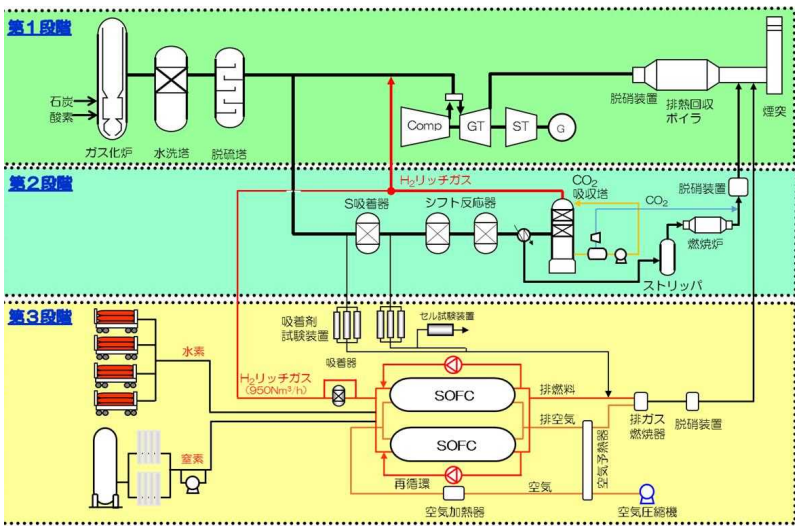 第1段階
石炭
酸素
ガス化炉
水洗塔
脱硫塔
Comp
GT
ST
G
脱硝装置
排熱回収
ボイラ
煙突
第2段階
H₂リッチガス
S吸着器
シフト反応器
CO₂
吸収塔
CO₂
脱硝装置
燃焼炉
ストリッパ
第3段階
水素
窒素
吸着剤
試験装置
セル試験装置
吸着器
H₂リッチガス
(950Nm³/h)
SOFC
SOFC
再循環
排燃料
排空気
空気予熱器
排ガス
燃焼器
脱硝装置
空気
空気加熱器
空気圧縮機